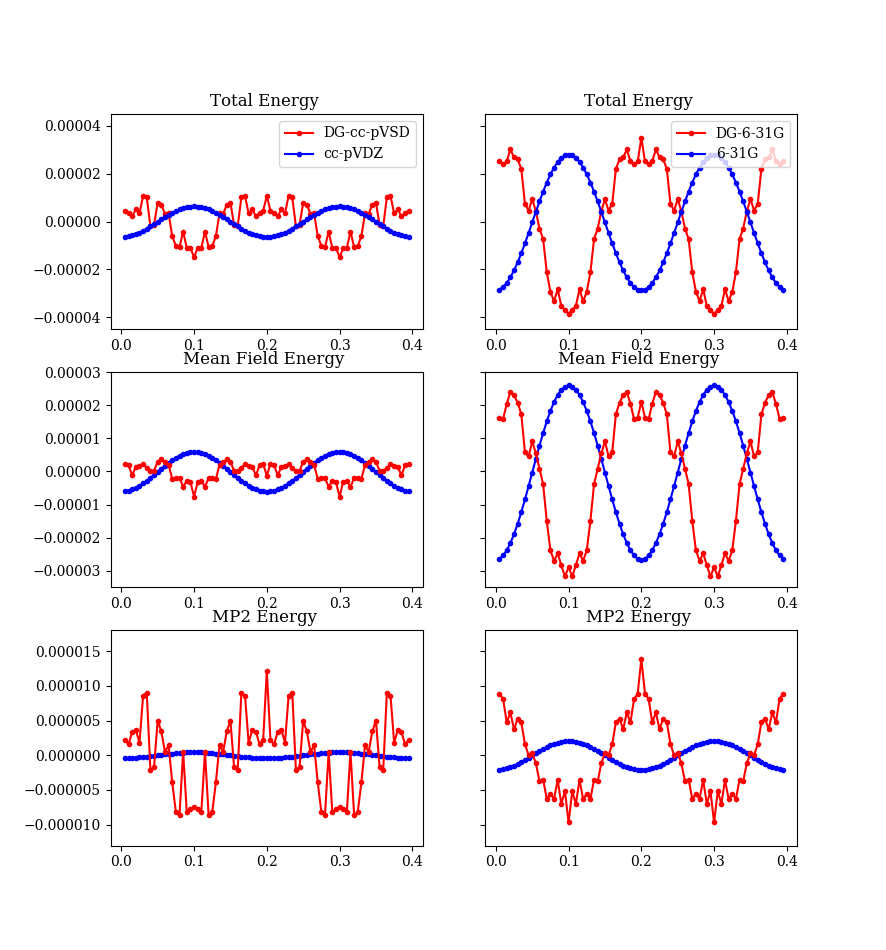 Total Energy
Total Energy
0.00004
0.00002
0.00000
−0.00002
−0.00004
DG-cc-pVSD
cc-pVDZ
DG-6-31G
6-31G
0.0 0.1 0.2 0.3 0.4
0.0 0.1 0.2 0.3 0.4
Mean Field Energy
Mean Field Energy
0.00003
0.00002
0.00001
0.00000
−0.00001
−0.00002
−0.00003
0.0 0.1 0.2 0.3 0.4
0.0 0.1 0.2 0.3 0.4
MP2 Energy
MP2 Energy
0.000015
0.000010
0.000005
0.000000
−0.000005
−0.000010
0.0 0.1 0.2 0.3 0.4
0.0 0.1 0.2 0.3 0.4